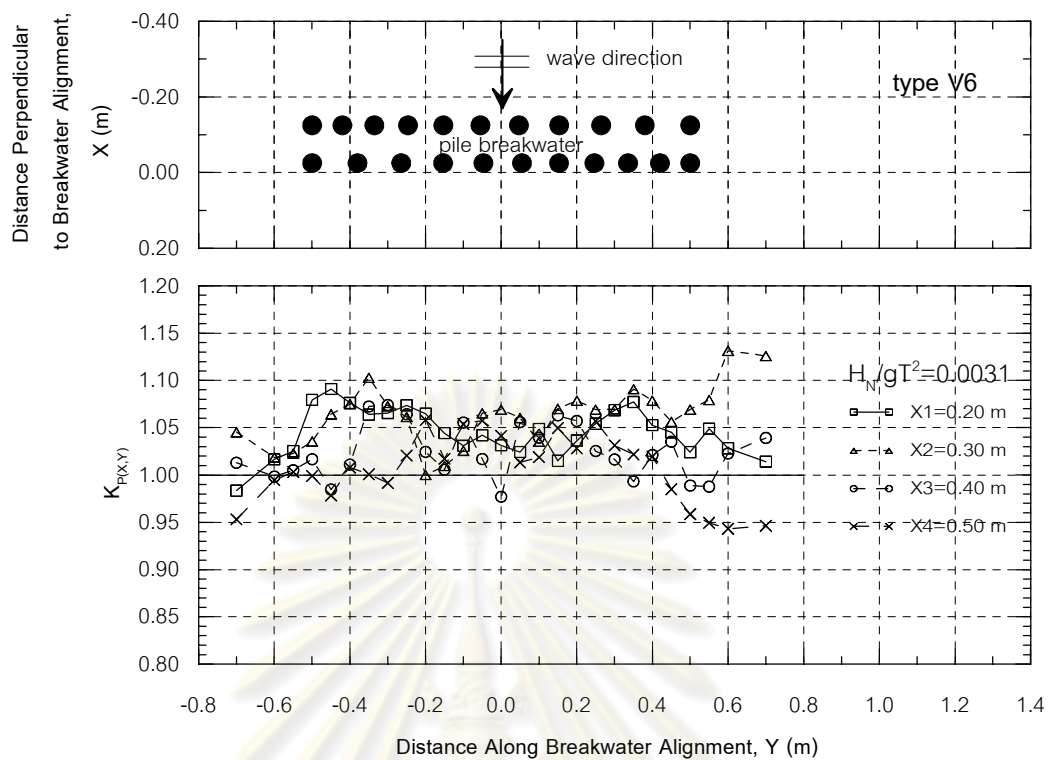 Distance Perpendicular
to Breakwater Alignment,
X (m)
-0.40
-0.20
0.00
0.20
wave direction
type V6
pile breakwater
1.20
1.15
1.10
1.05
1.00
0.95
0.90
0.85
0.80
K_P(X,Y)
H_N/gT²=0.0031
X1=0.20 m
X2=0.30 m
X3=0.40 m
X4=0.50 m
-0.8 -0.6 -0.4 -0.2 0.0 0.2 0.4 0.6 0.8 1.0 1.2 1.4
Distance Along Breakwater Alignment, Y (m)